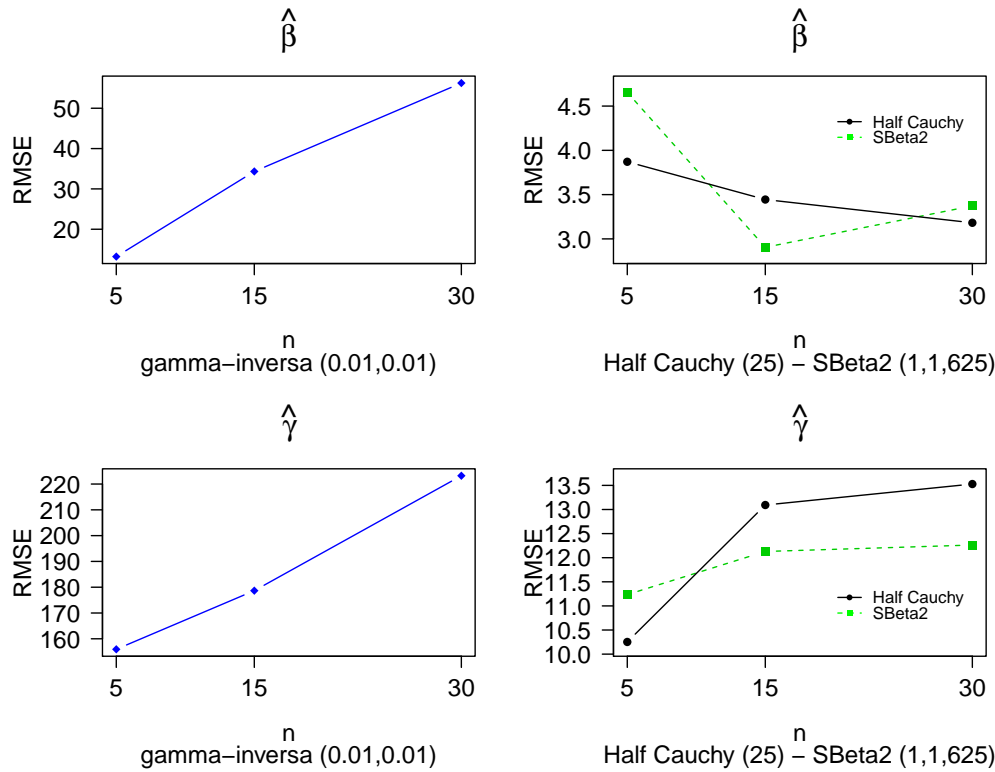 β̂
RMSE
50
40
30
20
5 15 30
n
gamma−inversa (0.01,0.01)
β̂
RMSE
4.5
4.0
3.5
3.0
Half Cauchy
SBeta2
5 15 30
n
Half Cauchy (25) − SBeta2 (1,1,625)
γ̂
RMSE
220
210
200
190
180
170
160
5 15 30
n
gamma−inversa (0.01,0.01)
γ̂
RMSE
13.5
13.0
12.5
12.0
11.5
11.0
10.5
10.0
Half Cauchy
SBeta2
5 15 30
n
Half Cauchy (25) − SBeta2 (1,1,625)